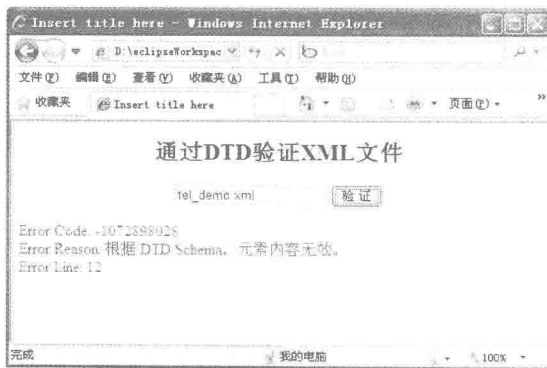 Insert title here - Windows Internet Explorer
D:\eclipseWorkspac
文件(F) 编辑(E) 查看(V) 收藏夹(A) 工具(T) 帮助(H)
收藏夹 Insert title here 页面(P)
通过DTD验证XML文件
tel_demo.xml 验 证
Error Code: -1072898028
Error Reason: 根据 DTD/Schema，元素内容无效。
Error Line: 12
完成 我的电脑 100%